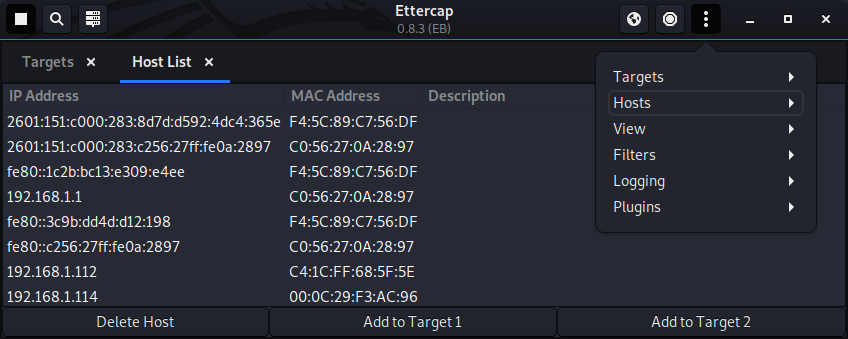 Ettercap
0.8.3 (EB)
Targets
Host List
IP Address MAC Address Description
2601:151:c000:283:8d7d:d592:4dc4:365e F4:5C:89:C7:56:DF
2601:151:c000:283:c256:27ff:fe0a:2897 C0:56:27:0A:28:97
fe80::1c2b:bc13:e309:e4ee F4:5C:89:C7:56:DF
192.168.1.1 C0:56:27:0A:28:97
fe80::3c9b:dd4d:d12:198 F4:5C:89:C7:56:DF
fe80::c256:27ff:fe0a:2897 C0:56:27:0A:28:97
192.168.1.112 C4:1C:FF:68:5F:5E
192.168.1.114 00:0C:29:F3:AC:96
Targets
Hosts
View
Filters
Logging
Plugins
Delete Host
Add to Target 1
Add to Target 2